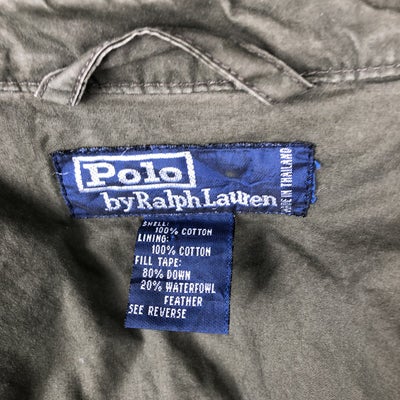 Polo
by Ralph Lauren
MADE IN THAILAND
SHELL:
100% COTTON
LINING:
100% COTTON
FILL TAPE:
80% DOWN
20% WATERFOWL
FEATHER
SEE REVERSE